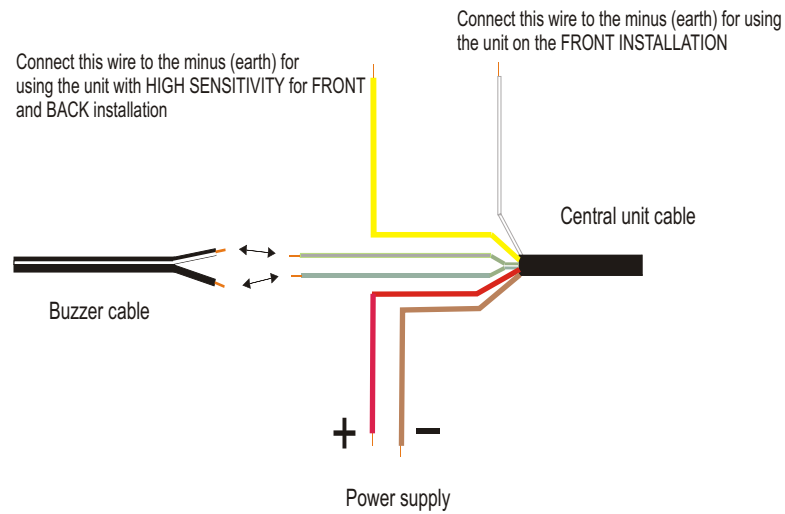 Connect this wire to the minus (earth) for using
the unit on the FRONT INSTALLATION
Connect this wire to the minus (earth) for
using the unit with HIGH SENSITIVITY for FRONT
and BACK installation
Central unit cable
Buzzer cable
+ −
Power supply